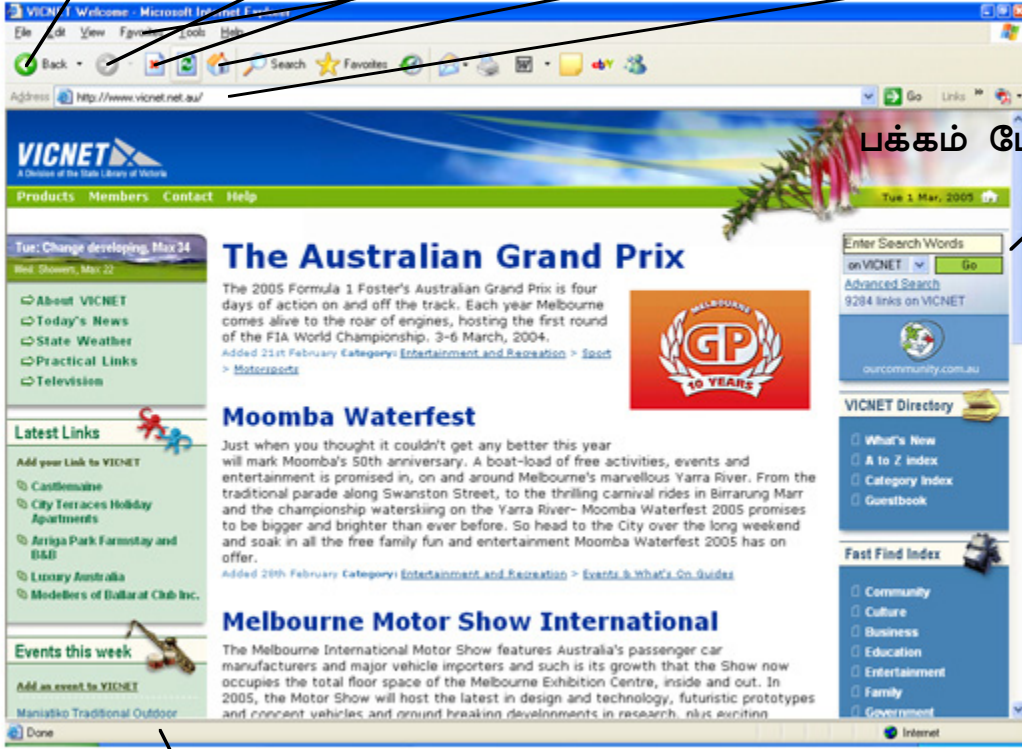 VICNET Welcome - Microsoft Internet Explorer
File Edit View Favorites Tools Help
Back Search Favorites
Address http://www.vicnet.net.au/ Go Links
VICNET
A Division of the State Library of Victoria
பக்கம்
Products Members Contact Help
Tue 1 Mar, 2005
Tue: Change developing, Max 34
Wed: Showers, Max 22
About VICNET
Today's News
State Weather
Practical Links
Television
Latest Links
Add your Link to VICNET
Castlemaine
City Terraces Holiday
Apartments
Arriga Park Farmstay and
B&B
Luxury Australia
Modellers of Ballarat Club Inc.
Events this week
Add an event to VICNET
Maniatiko Traditional Outdoor
The Australian Grand Prix
The 2005 Formula 1 Foster's Australian Grand Prix is four
days of action on and off the track. Each year Melbourne
comes alive to the roar of engines, hosting the first round
of the FIA World Championship. 3-6 March, 2004.
Added 21st February Category: Entertainment and Recreation > Sport
> Motorsports
MELBOURNE
GP
10 YEARS
Moomba Waterfest
Just when you thought it couldn't get any better this year
will mark Moomba's 50th anniversary. A boat-load of free activities, events and
entertainment is promised in, on and around Melbourne's marvellous Yarra River. From the
traditional parade along Swanston Street, to the thrilling carnival rides in Birrarung Marr
and the championship waterskiing on the Yarra River- Moomba Waterfest 2005 promises
to be bigger and brighter than ever before. So head to the City over the long weekend
and soak in all the free family fun and entertainment Moomba Waterfest 2005 has on
offer.
Added 28th February Category: Entertainment and Recreation > Events & What's On Guides
Melbourne Motor Show International
The Melbourne International Motor Show features Australia's passenger car
manufacturers and major vehicle importers and such is its growth that the Show now
occupies the total floor space of the Melbourne Exhibition Centre, inside and out. In
2005, the Motor Show will host the latest in design and technology, futuristic prototypes
and concept vehicles and ground breaking developments in research, plus exciting
Enter Search Words
on VICNET Go
Advanced Search
9284 links on VICNET
ourcommunity.com.au
VICNET Directory
What's New
A to Z index
Category Index
Guestbook
Fast Find Index
Community
Culture
Business
Education
Entertainment
Family
Government
Done Internet